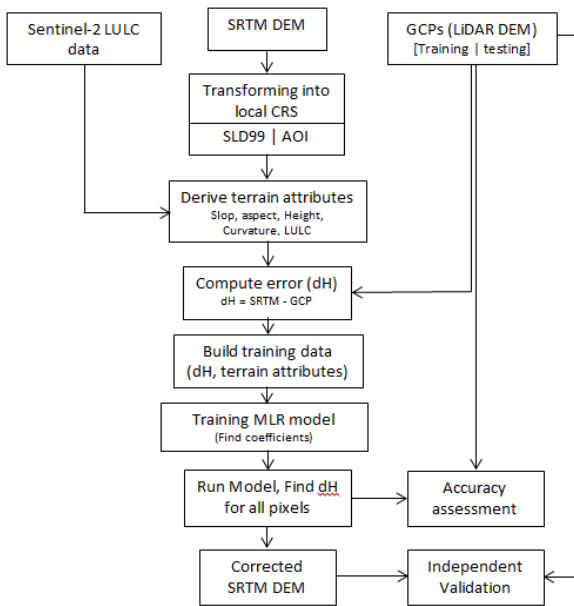 Sentinel-2 LULC
data
SRTM DEM
GCPs (LiDAR DEM)
[Training | testing]
Transforming into
local CRS
SLD99 | AOI
Derive terrain attributes
Slop, aspect, Height,
Curvature, LULC
Compute error (dH)
dH = SRTM - GCP
Build training data
(dH, terrain attributes)
Training MLR model
(Find coefficients)
Run Model, Find dH
for all pixels
Accuracy
assessment
Corrected
SRTM DEM
Independent
Validation